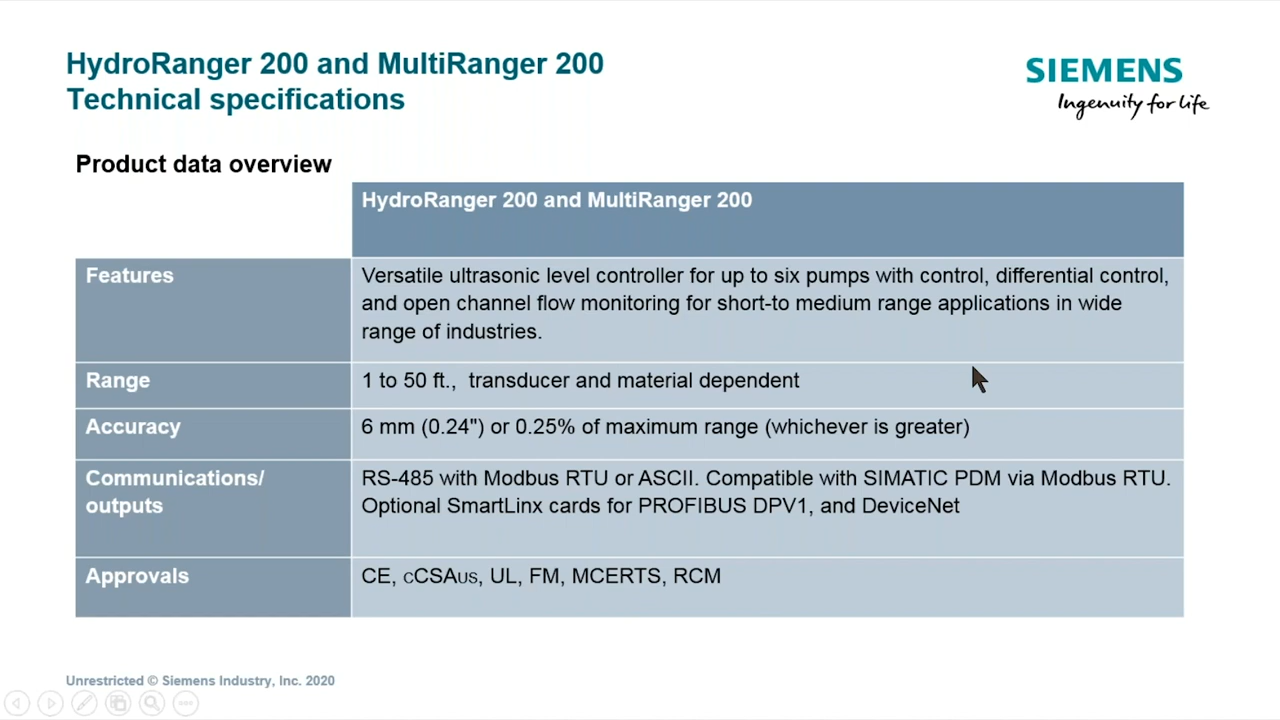 HydroRanger 200 and MultiRanger 200
Technical specifications
SIEMENS
Ingenuity for life
Product data overview
HydroRanger 200 and MultiRanger 200
Features
Versatile ultrasonic level controller for up to six pumps with control, differential control,
and open channel flow monitoring for short-to medium range applications in wide
range of industries.
Range
1 to 50 ft.,  transducer and material dependent
Accuracy
6 mm (0.24") or 0.25% of maximum range (whichever is greater)
Communications/
outputs
RS-485 with Modbus RTU or ASCII. Compatible with SIMATIC PDM via Modbus RTU.
Optional SmartLinx cards for PROFIBUS DPV1, and DeviceNet
Approvals
CE, cCSAus, UL, FM, MCERTS, RCM
Unrestricted © Siemens Industry, Inc. 2020